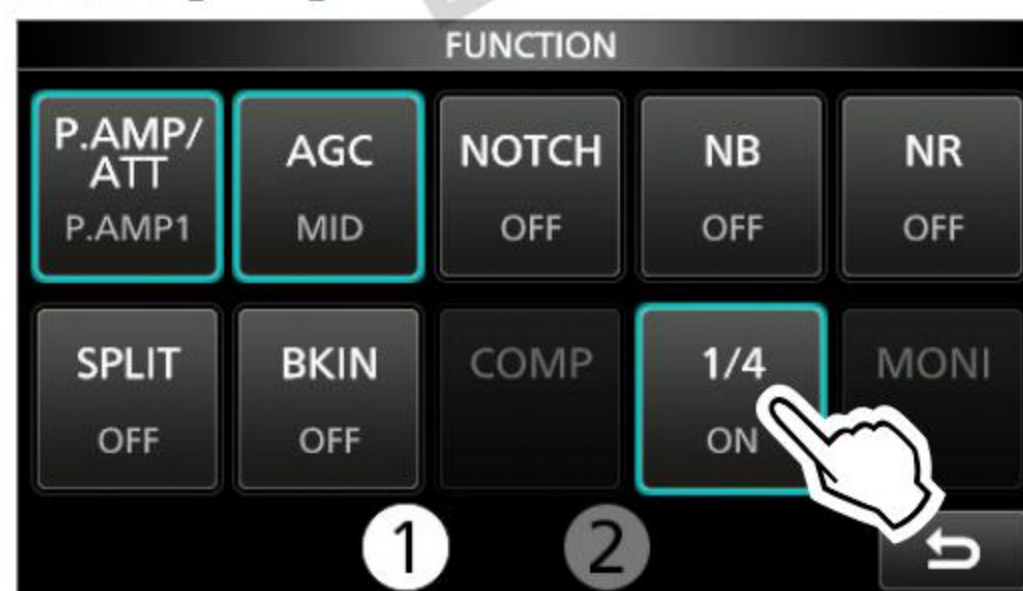 FUNCTION
P.AMP/ AGC NOTCH NB NR
ATT
P.AMP1 MID OFF OFF OFF
SPLIT BKIN COMP 1/4 MONI
OFF OFF ON
1 2